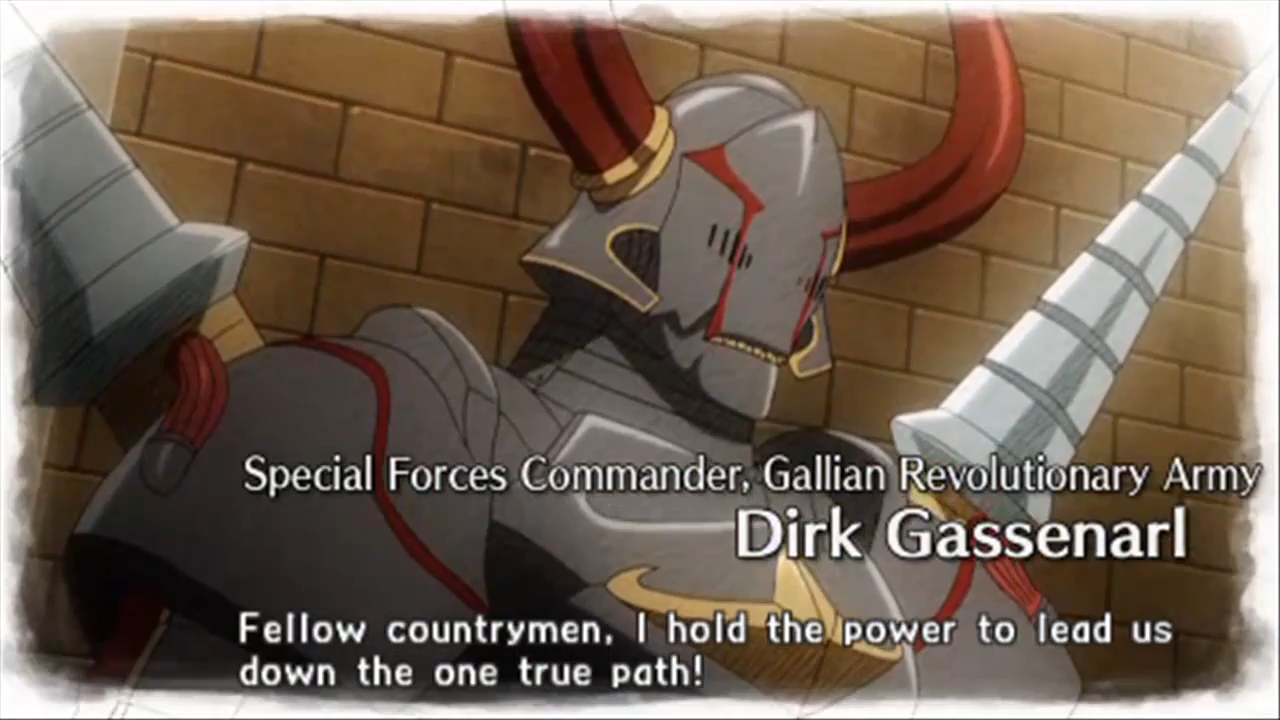 Special Forces Commander, Gallian Revolutionary Army
Dirk Gassenarl
Fellow countrymen, I hold the power to lead us
down the one true path!